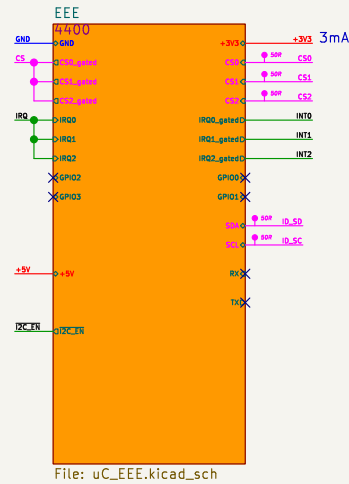 EEE
4400
GND
GND
+3V3
+3V3
3mA
CS
CS0_gated
CS0
50R
CS0
CS1_gated
CS1
50R
CS1
CS2_gated
CS2
50R
CS2
IRQ
IRQ0
IRQ0_gated
INT0
IRQ1
IRQ1_gated
INT1
IRQ2
IRQ2_gated
INT2
GPIO2
GPIO0
GPIO3
GPIO1
SDA
50R
ID_SD
SCL
50R
ID_SC
+5V
+5V
RX
TX
I2C_EN
I2C_EN
File: uC_EEE.kicad_sch